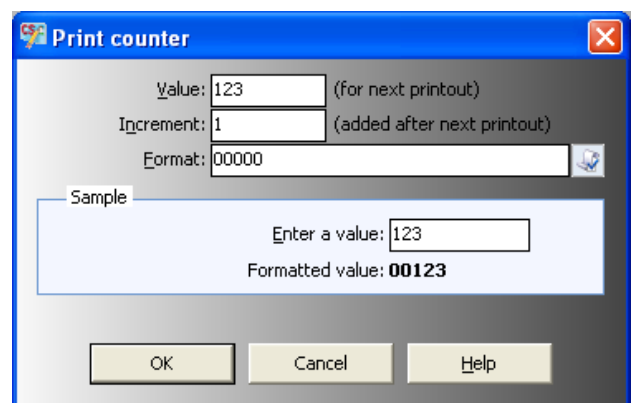 Print counter
Value: 123 (for next printout)
Increment: 1 (added after next printout)
Format: 00000
Sample
Enter a value: 123
Formatted value: 00123
OK Cancel Help